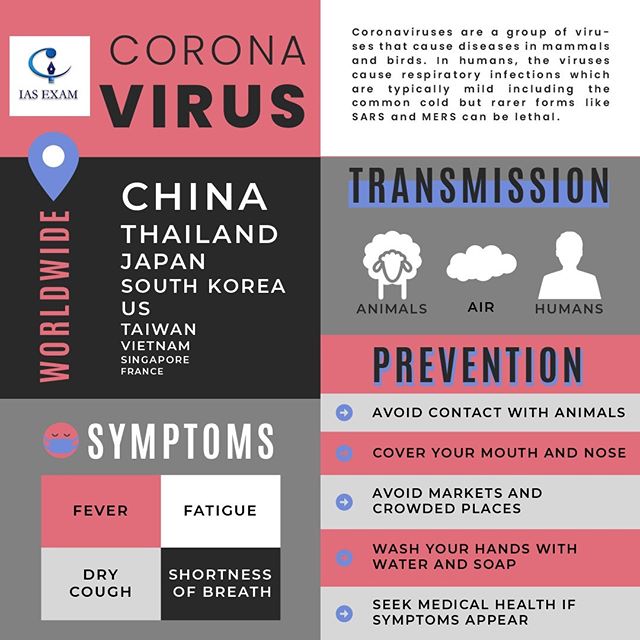 IAS EXAM
CORONA
VIRUS
Coronaviruses are a group of viru-
ses that cause diseases in mammals
and birds. In humans, the viruses
cause respiratory infections which
are typically mild including the
common cold but rarer forms like
SARS and MERS can be lethal.
WORLDWIDE
CHINA
THAILAND
JAPAN
SOUTH KOREA
US
TAIWAN
VIETNAM
SINGAPORE
FRANCE
TRANSMISSION
ANIMALS
AIR
HUMANS
SYMPTOMS
FEVER
FATIGUE
DRY
COUGH
SHORTNESS
OF BREATH
PREVENTION
AVOID CONTACT WITH ANIMALS
COVER YOUR MOUTH AND NOSE
AVOID MARKETS AND
CROWDED PLACES
WASH YOUR HANDS WITH
WATER AND SOAP
SEEK MEDICAL HEALTH IF
SYMPTOMS APPEAR